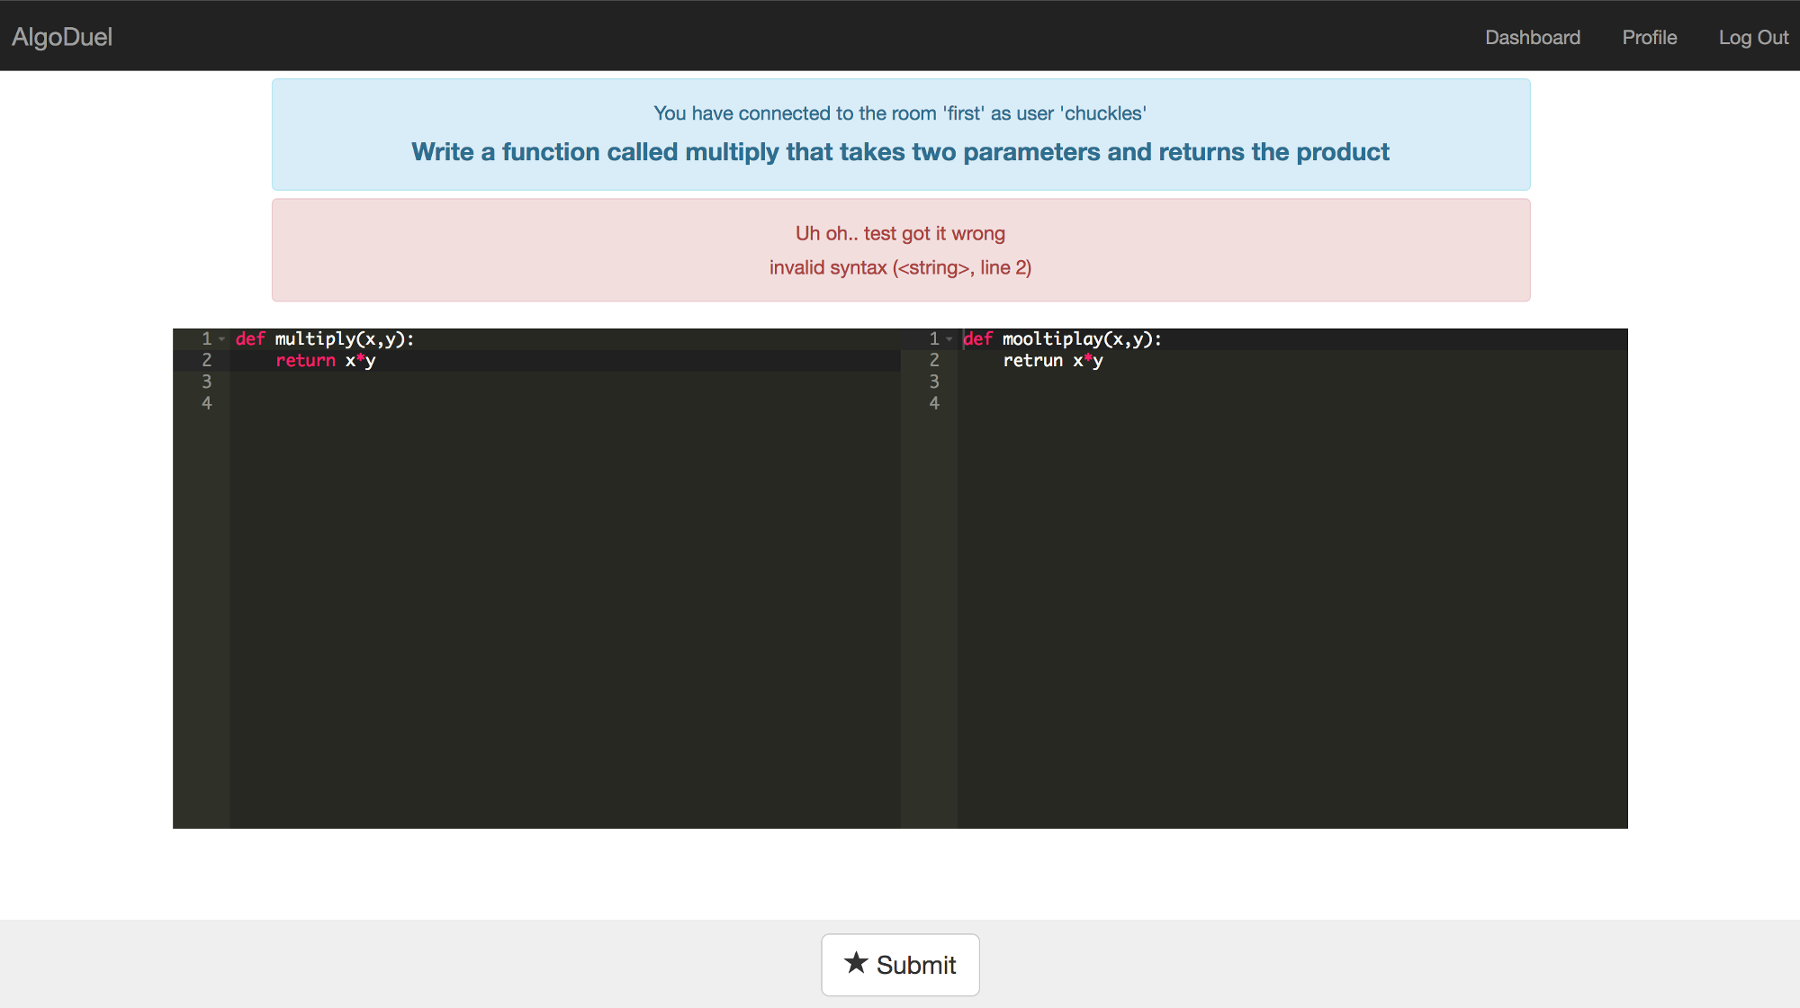 AlgoDuel Dashboard Profile Log Out
You have connected to the room 'first' as user 'chuckles'
Write a function called multiply that takes two parameters and returns the product
Uh oh.. test got it wrong
invalid syntax (<string>, line 2)
1 def multiply(x,y):
2     return x*y
3
4
1 def mooltiplay(x,y):
2     retrun x*y
3
4
★ Submit